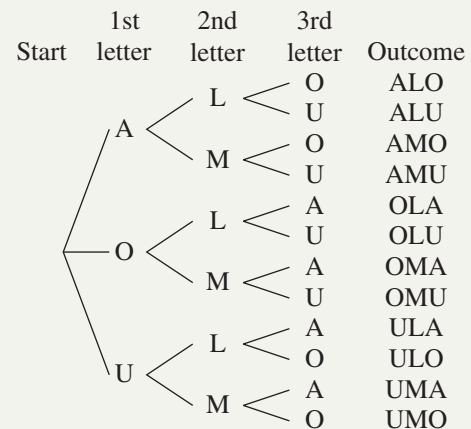 1st 2nd 3rd
Start letter letter letter Outcome
O ALO
L
U ALU
A
O AMO
M
U AMU
A OLA
L
U OLU
O
A OMA
M
U OMU
A ULA
L
O ULO
U
A UMA
M
O UMO